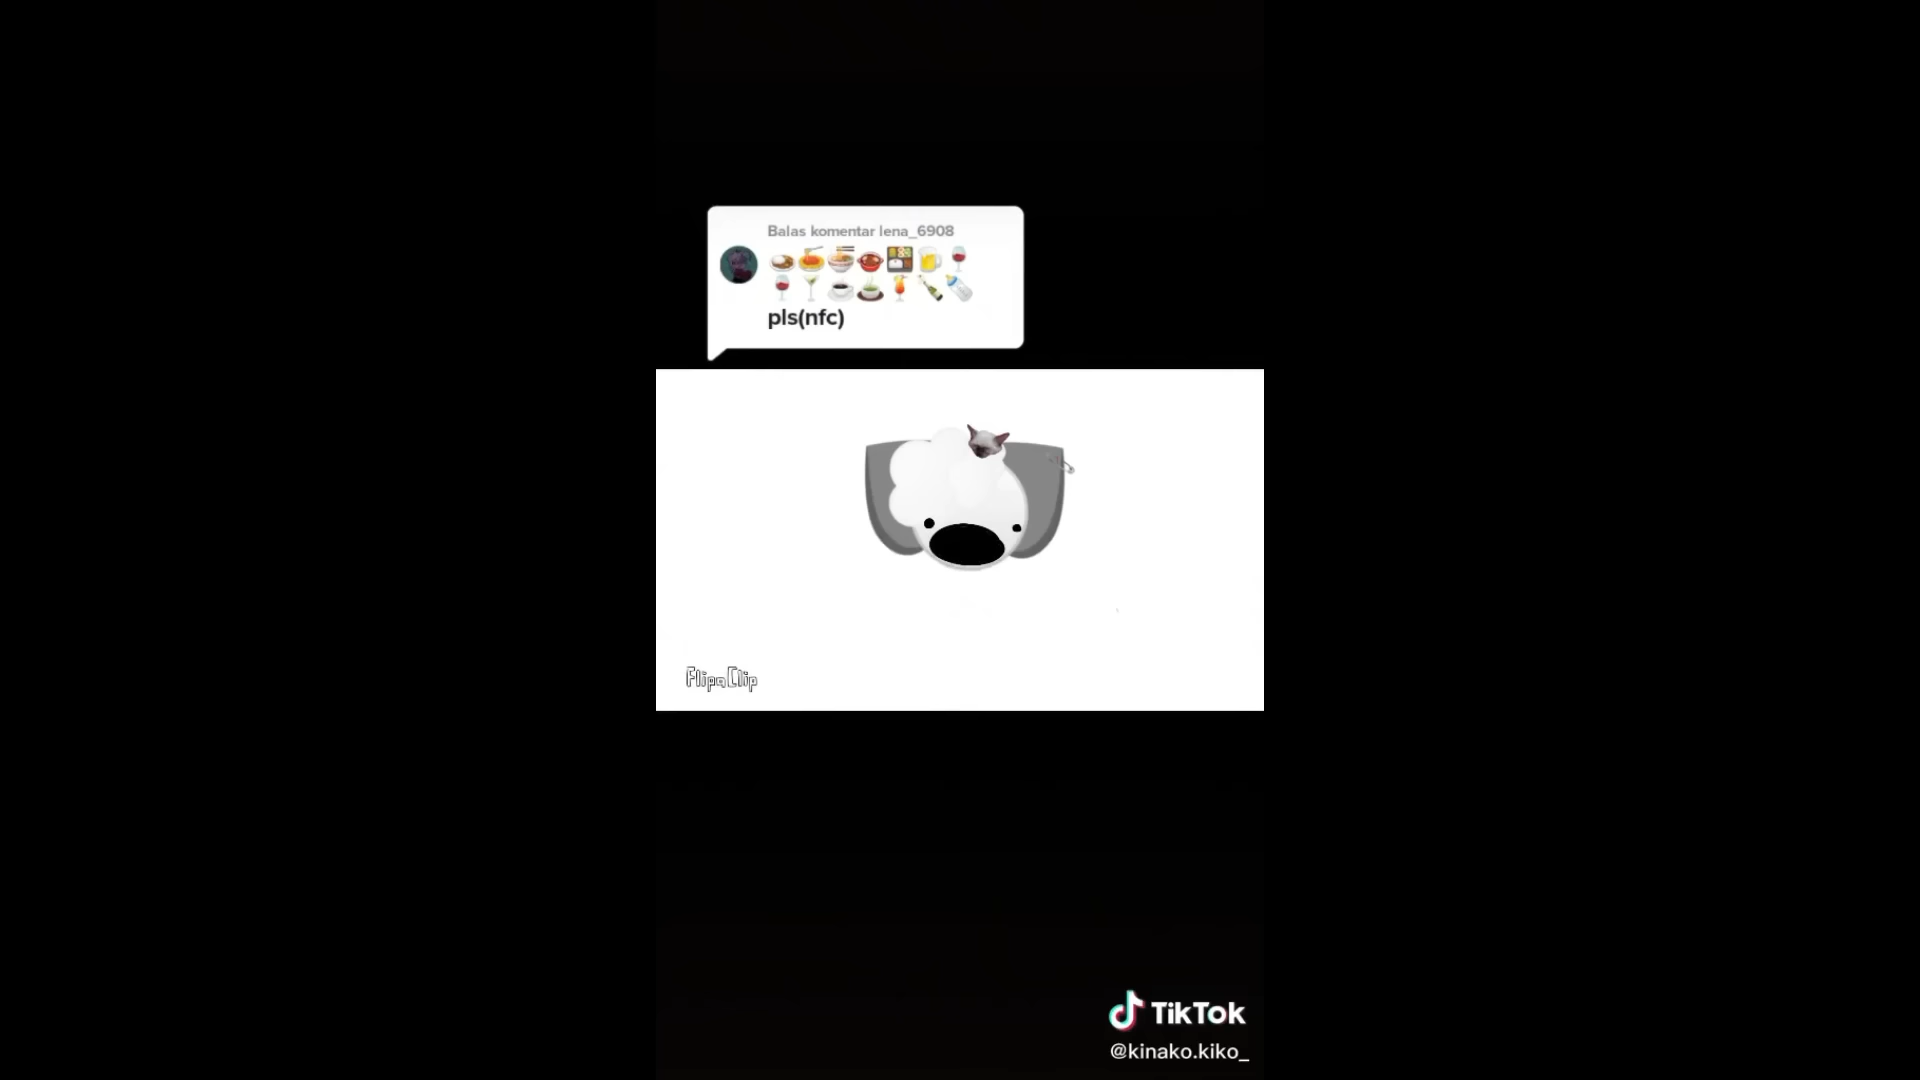 Balas komentar lena_6908
pls(nfc)
FlipaClip
TikTok
@kinako.kiko_